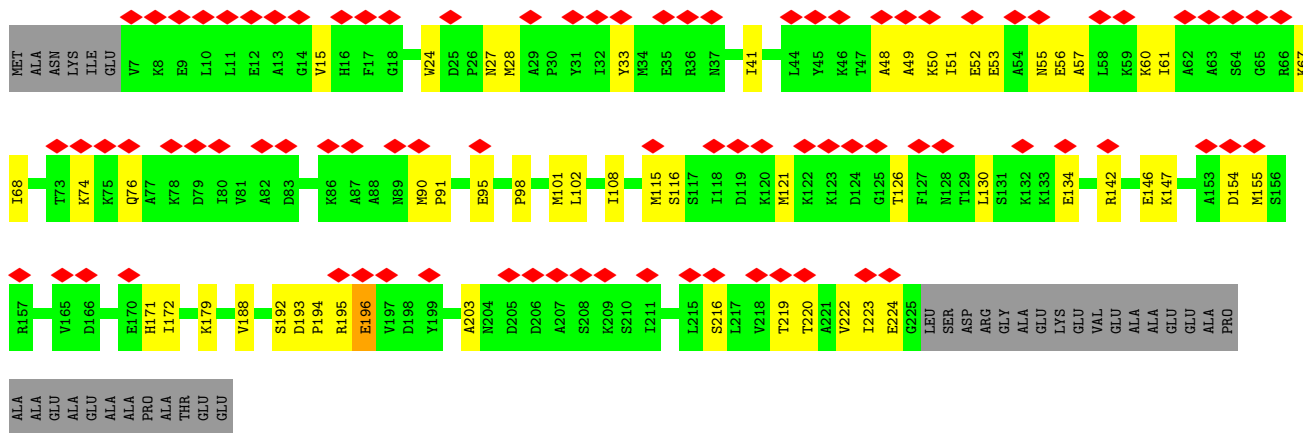 MET ALA ASN LYS ILE GLU V7 K8 E9 L10 L11 E12 A13 G14 V15 H16 F17 G18 W24 D25 P26 N27 M28 A29 P30 Y31 I32 Y33 M34 E35 R36 N37 I41 L44 Y45 K46 T47 A48 A49 K50 I51 E52 E53 A54 N55 E56 A57 L58 K59 K60 I61 A62 A63 S64 G65 R66 K67
I68 T73 K74 K75 Q76 A77 K78 D79 I80 V81 A82 D83 K86 A87 A88 N89 M90 P91 E95 P98 M101 L102 I108 M115 S116 S117 I118 D119 K120 M121 K122 K123 D124 G125 T126 F127 N128 T129 L130 S131 K132 K133 E134 R142 E146 K147 A153 D154 M155 S156
R157 V165 D166 E170 H171 I172 K179 V188 S192 D193 P194 R195 E196 V197 D198 Y199 A203 N204 D205 D206 A207 S208 K209 S210 I211 L215 S216 L217 V218 T219 T220 A221 V222 I223 E224 G225 LEU SER ASP ARG GLY ALA GLU LYS GLU VAL GLU ALA ALA GLU GLU ALA PRO
ALA ALA GLU ALA GLU ALA ALA PRO ALA THR GLU GLU